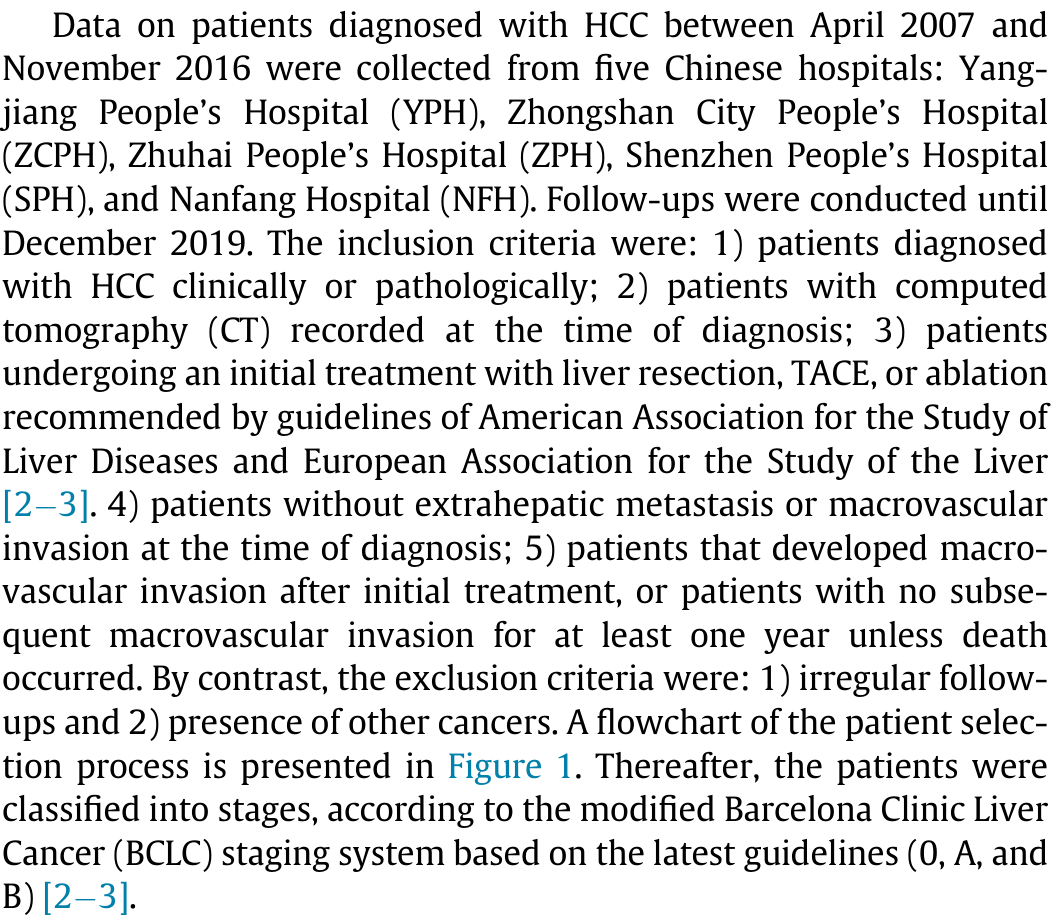 Data on patients diagnosed with HCC between April 2007 and
November 2016 were collected from five Chinese hospitals: Yang-
jiang People’s Hospital (YPH), Zhongshan City People’s Hospital
(ZCPH), Zhuhai People’s Hospital (ZPH), Shenzhen People’s Hospital
(SPH), and Nanfang Hospital (NFH). Follow-ups were conducted until
December 2019. The inclusion criteria were: 1) patients diagnosed
with HCC clinically or pathologically; 2) patients with computed
tomography (CT) recorded at the time of diagnosis; 3) patients
undergoing an initial treatment with liver resection, TACE, or ablation
recommended by guidelines of American Association for the Study of
Liver Diseases and European Association for the Study of the Liver
[2–3]. 4) patients without extrahepatic metastasis or macrovascular
invasion at the time of diagnosis; 5) patients that developed macro-
vascular invasion after initial treatment, or patients with no subse-
quent macrovascular invasion for at least one year unless death
occurred. By contrast, the exclusion criteria were: 1) irregular follow-
ups and 2) presence of other cancers. A flowchart of the patient selec-
tion process is presented in Figure 1. Thereafter, the patients were
classified into stages, according to the modified Barcelona Clinic Liver
Cancer (BCLC) staging system based on the latest guidelines (0, A, and
B) [2–3].